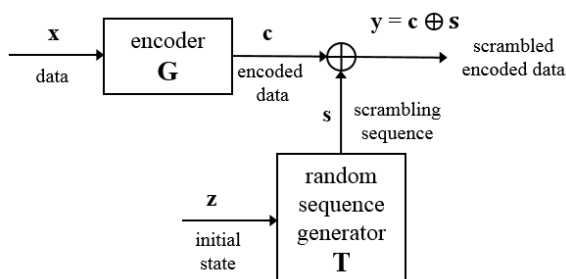 x
data
encoder
G
c
encoded
data
y = c ⊕ s
scrambled
encoded data
s
scrambling
sequence
z
initial
state
random
sequence
generator
T